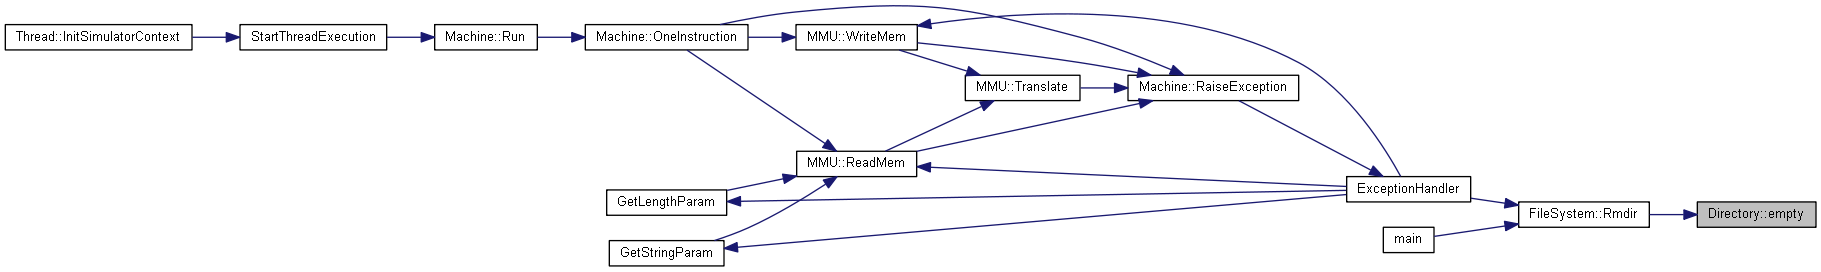 Thread::InitSimulatorContext
StartThreadExecution
Machine::Run
Machine::OneInstruction
MMU::WriteMem
MMU::Translate
Machine::RaiseException
MMU::ReadMem
GetLengthParam
GetStringParam
ExceptionHandler
main
FileSystem::Rmdir
Directory::empty